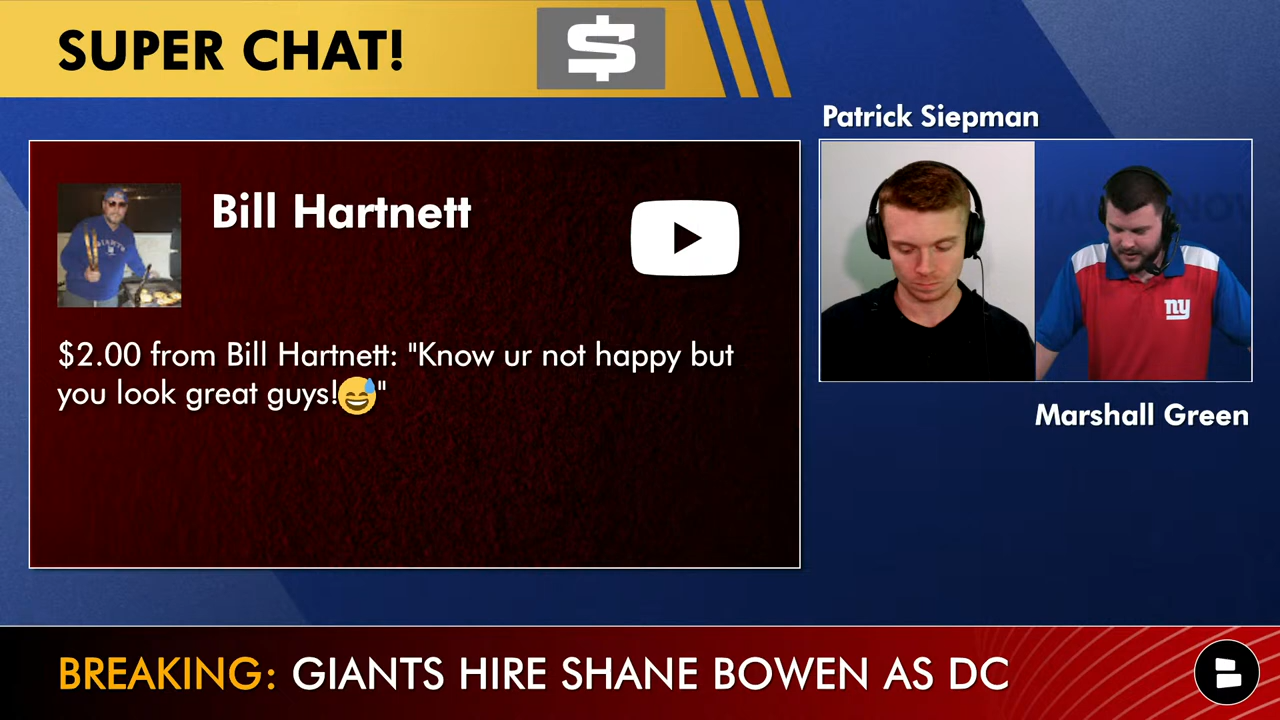 SUPER CHAT!
Patrick Siepman
Bill Hartnett
GIANTS
$2.00 from Bill Hartnett: "Know ur not happy but
you look great guys!😅"
ny
Marshall Green
BREAKING: GIANTS HIRE SHANE BOWEN AS DC